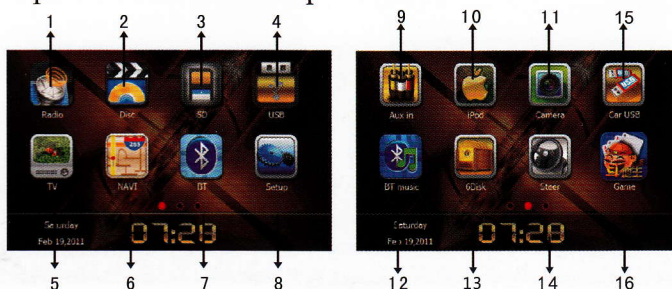 1 2 3 4 9 10 11 15
Radio Disc SD USB
Aux in iPod Camera Car USB
TV NAVI BT Setup
BT music 6Disk Steer Game
Saturday
Feb 19,2011
07:28
Saturday
Feb 19,2011
07:28
5 6 7 8 12 13 14 16